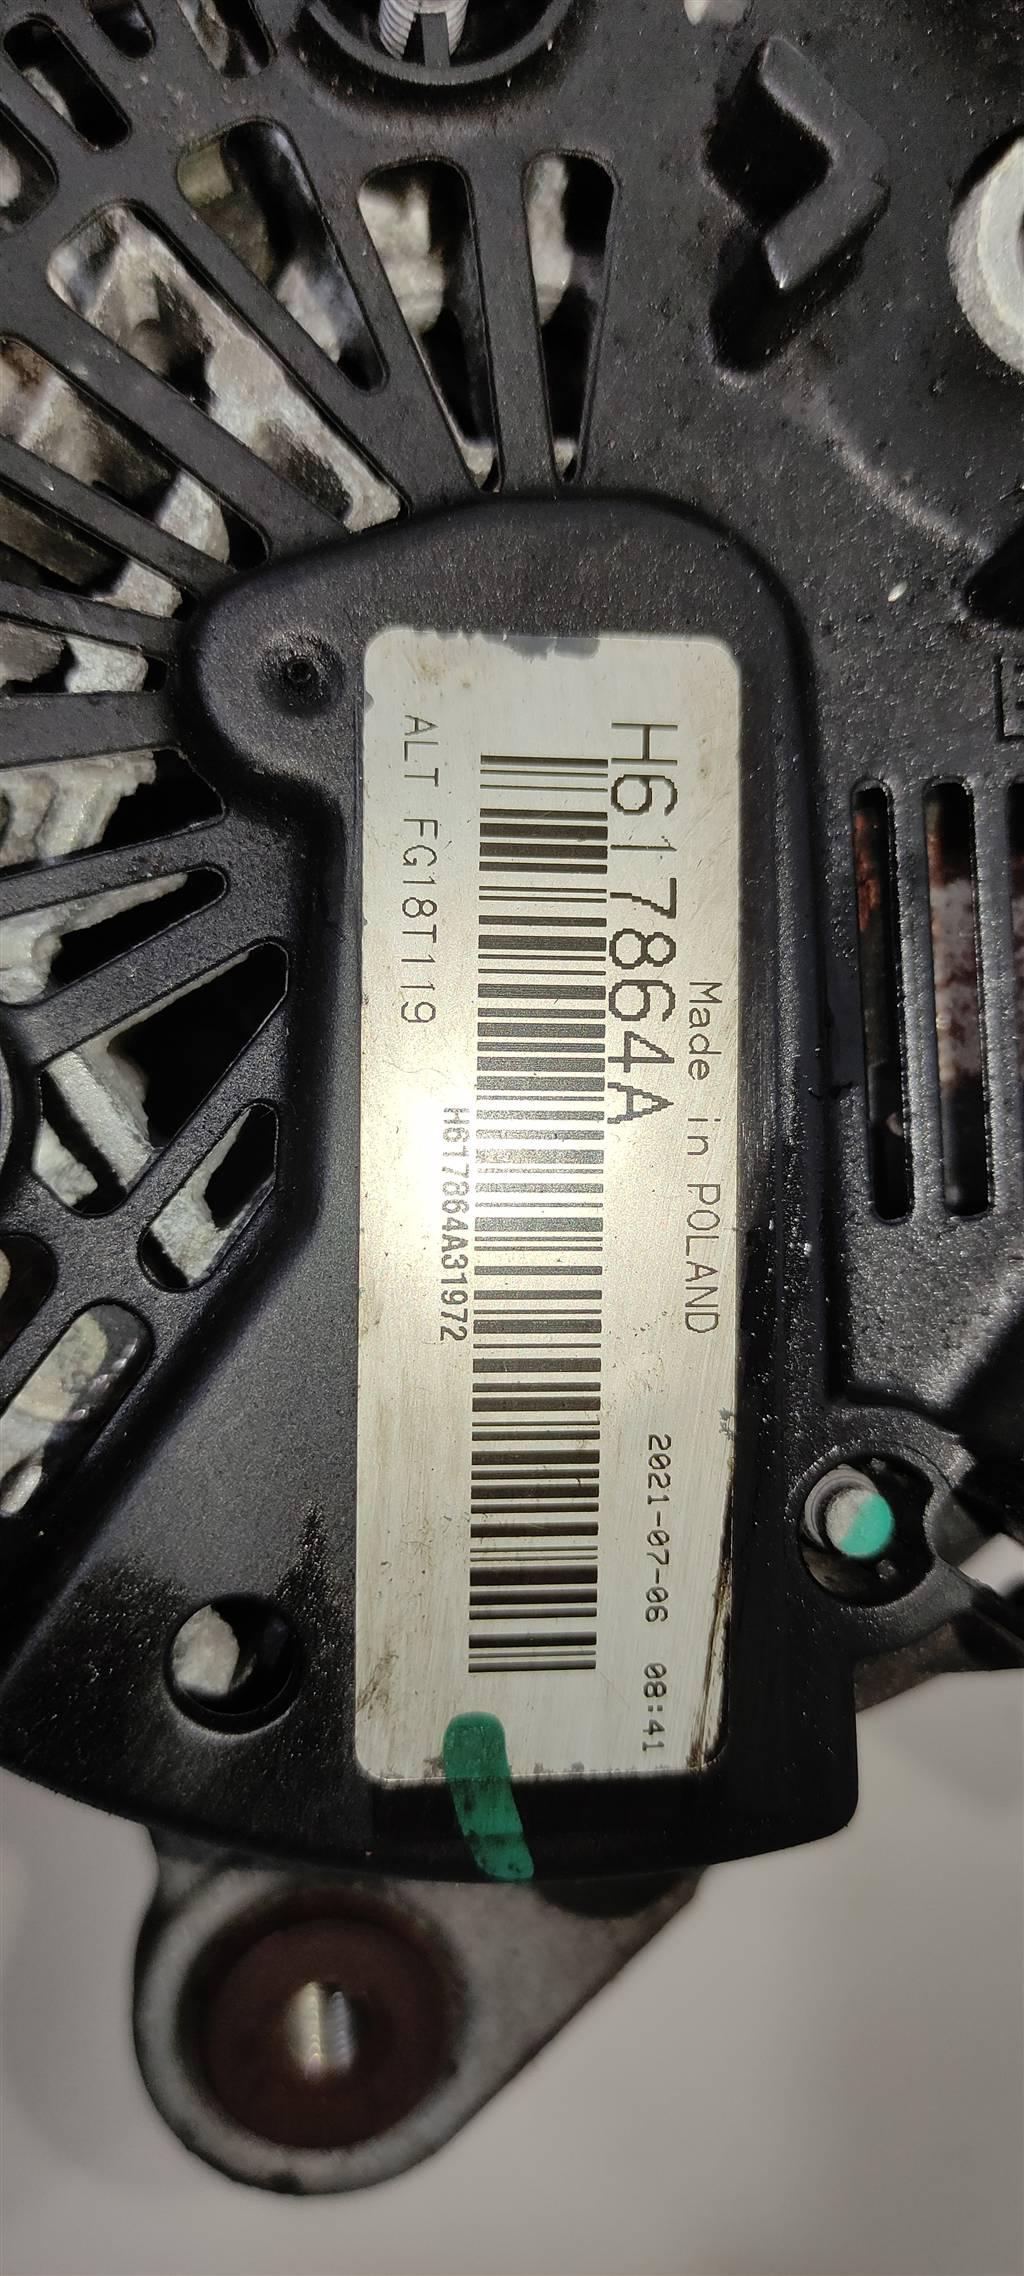 Made in POLAND
2021-07-06 08:41
H617864A
H617864A31972
ALT FG18T119